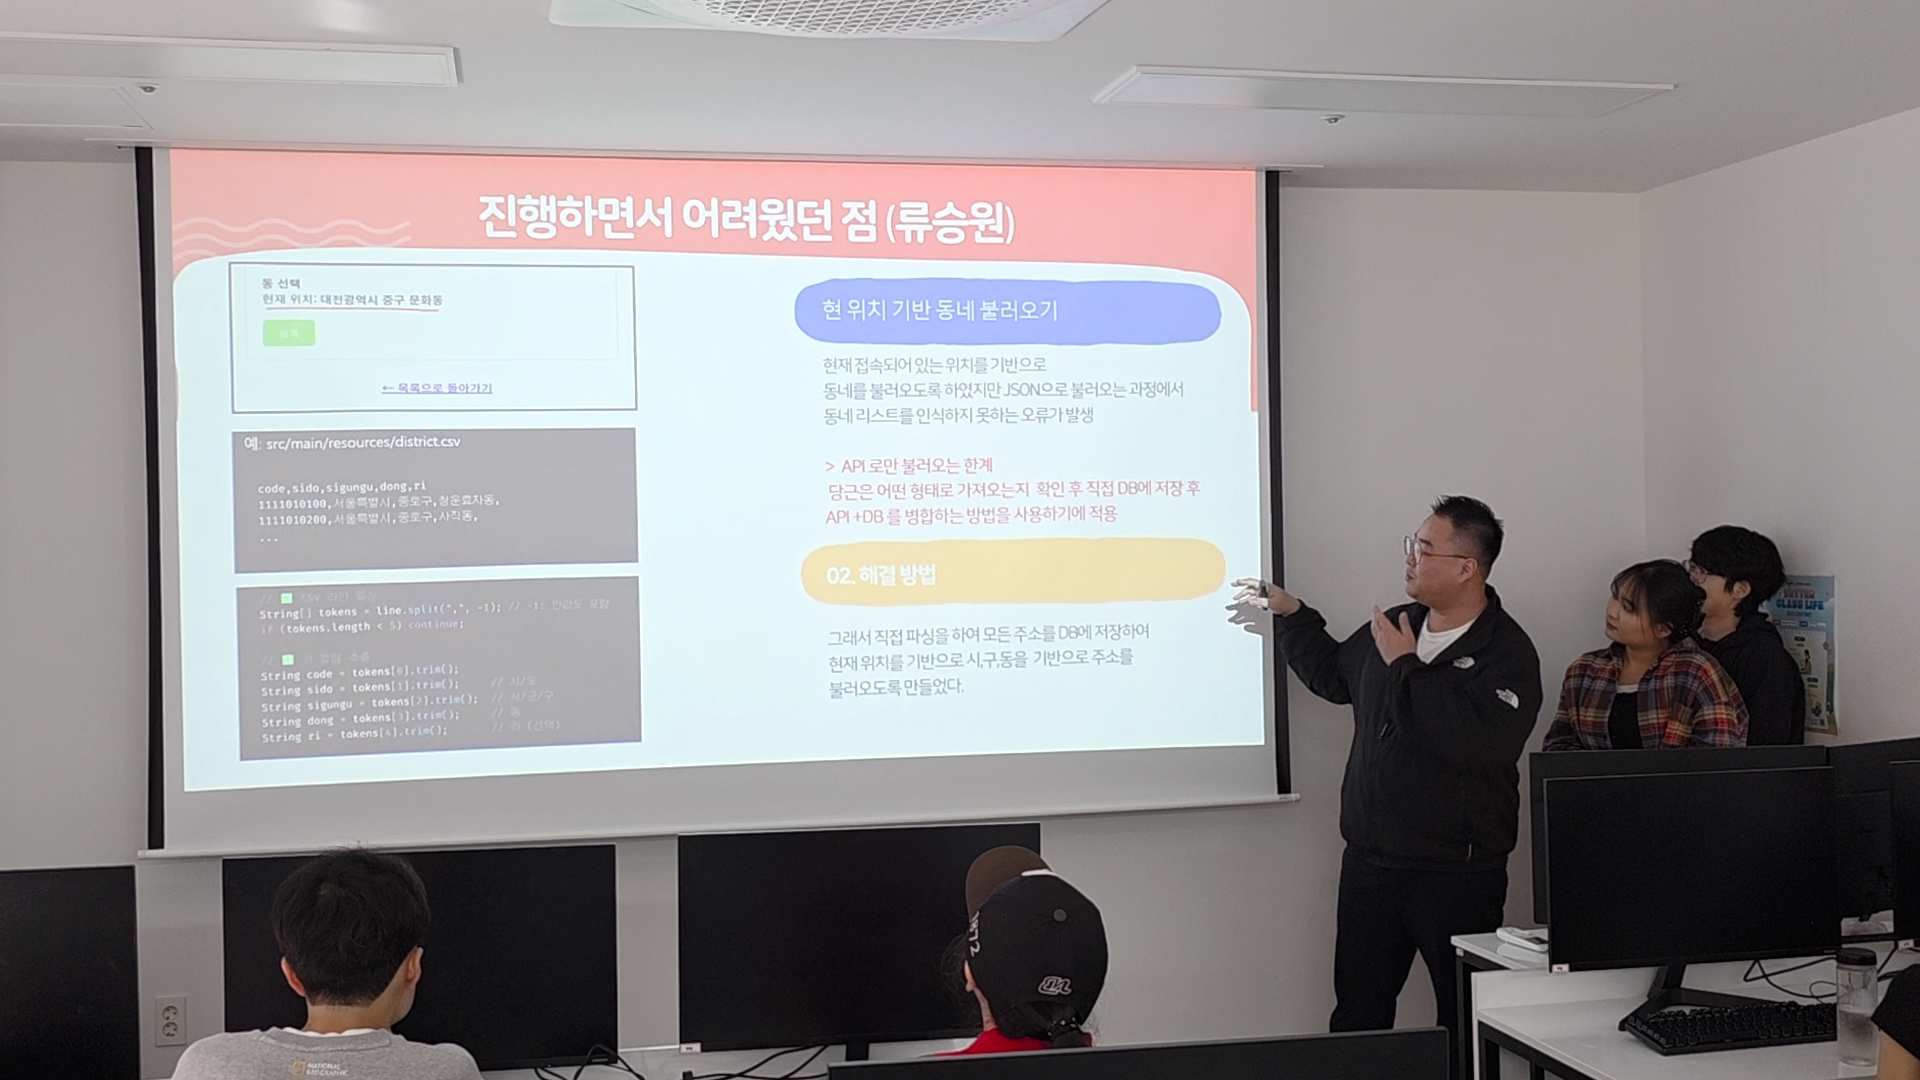 진행하면서 어려웠던 점 (류승원)
동 선택
현재 위치: 대전광역시 중구 문화동
등록
← 목록으로 돌아가기
예: src/main/resources/district.csv
code,sido,sigungu,dong,ri
1111010100,서울특별시,종로구,청운효자동,
1111010200,서울특별시,종로구,사직동,
...
// CSV 라인 파싱
String[] tokens = line.split(",", -1); // -1: 빈값도 포함
if (tokens.length < 5) continue;
// 각 컬럼 추출
String code = tokens[0].trim();
String sido = tokens[1].trim(); // 시/도
String sigungu = tokens[2].trim(); // 시/군/구
String dong = tokens[3].trim(); // 동
String ri = tokens[4].trim(); // 리 (선택)
현 위치 기반 동네 불러오기
현재 접속되어 있는 위치를 기반으로
동네를 불러오도록 하였지만 JSON으로 불러오는 과정에서
동네 리스트를 인식하지 못하는 오류가 발생
> API 로만 불러오는 한계
당근은 어떤 형태로 가져오는지 확인 후 직접 DB에 저장 후
API +DB 를 병합하는 방법을 사용하기에 적용
02. 해결 방법
그래서 직접 파싱을 하여 모든 주소를 DB에 저장하여
현재 위치를 기반으로 시,구,동을 기반으로 주소를
불러오도록 만들었다.
BETTER
CLASS LIFE
NATIONAL
GEOGRAPHIC